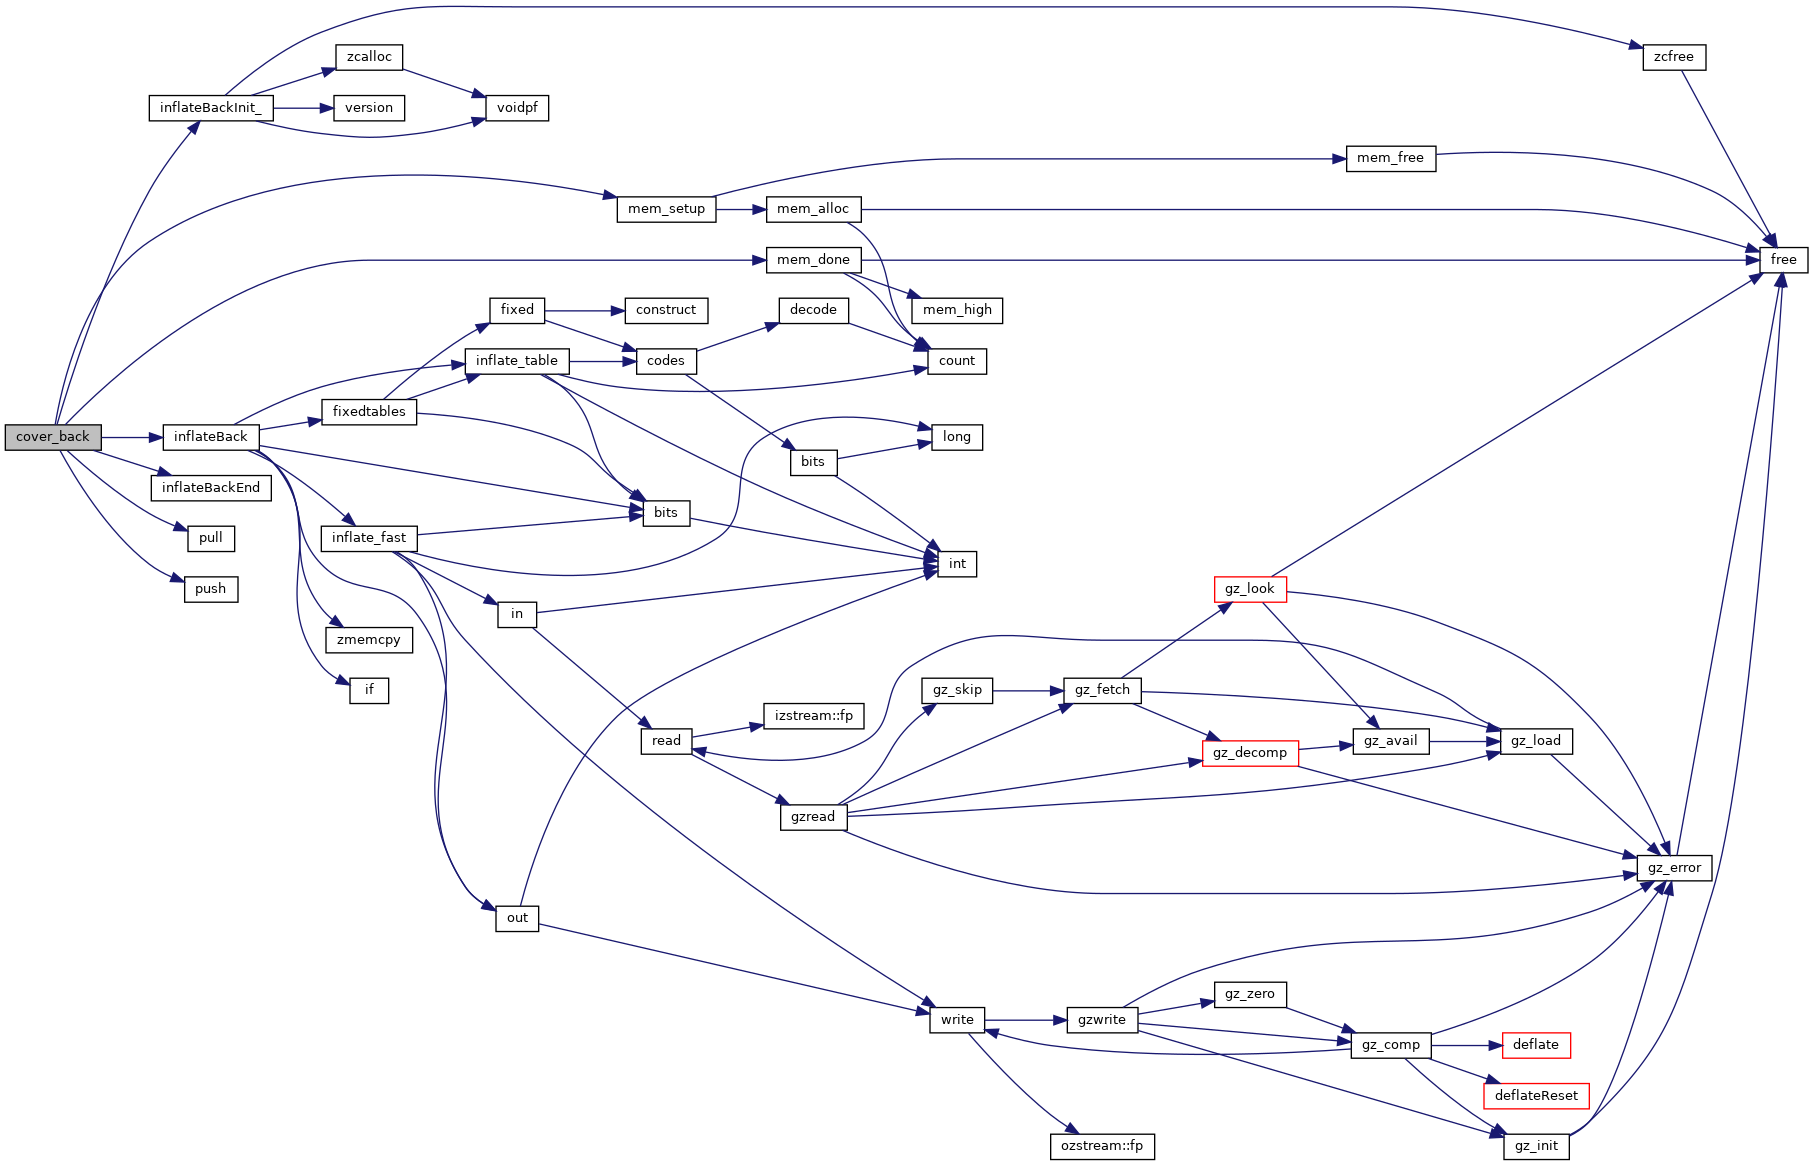 zcalloc
zcfree
inflateBackInit_
version
voidpf
mem_free
mem_setup
mem_alloc
mem_done
free
fixed
construct
decode
mem_high
inflate_table
codes
count
fixedtables
cover_back
inflateBack
long
bits
inflateBackEnd
bits
pull
inflate_fast
int
push
gz_look
in
zmemcpy
if
gz_skip
gz_fetch
izstream::fp
read
gz_decomp
gz_avail
gz_load
gzread
gz_error
out
gz_zero
write
gzwrite
gz_comp
deflate
deflateReset
ozstream::fp
gz_init